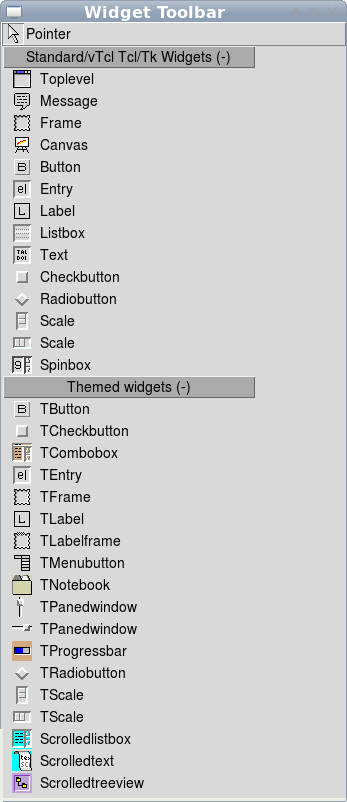 Widget Toolbar
Pointer
Standard/vTcl Tcl/Tk Widgets (-)
Toplevel
Message
Frame
Canvas
Button
Entry
Label
Listbox
Text
Checkbutton
Radiobutton
Scale
Scale
Spinbox
Themed widgets (-)
TButton
TCheckbutton
TCombobox
TEntry
TFrame
TLabel
TLabelframe
TMenubutton
TNotebook
TPanedwindow
TPanedwindow
TProgressbar
TRadiobutton
TScale
TScale
Scrolledlistbox
Scrolledtext
Scrolledtreeview